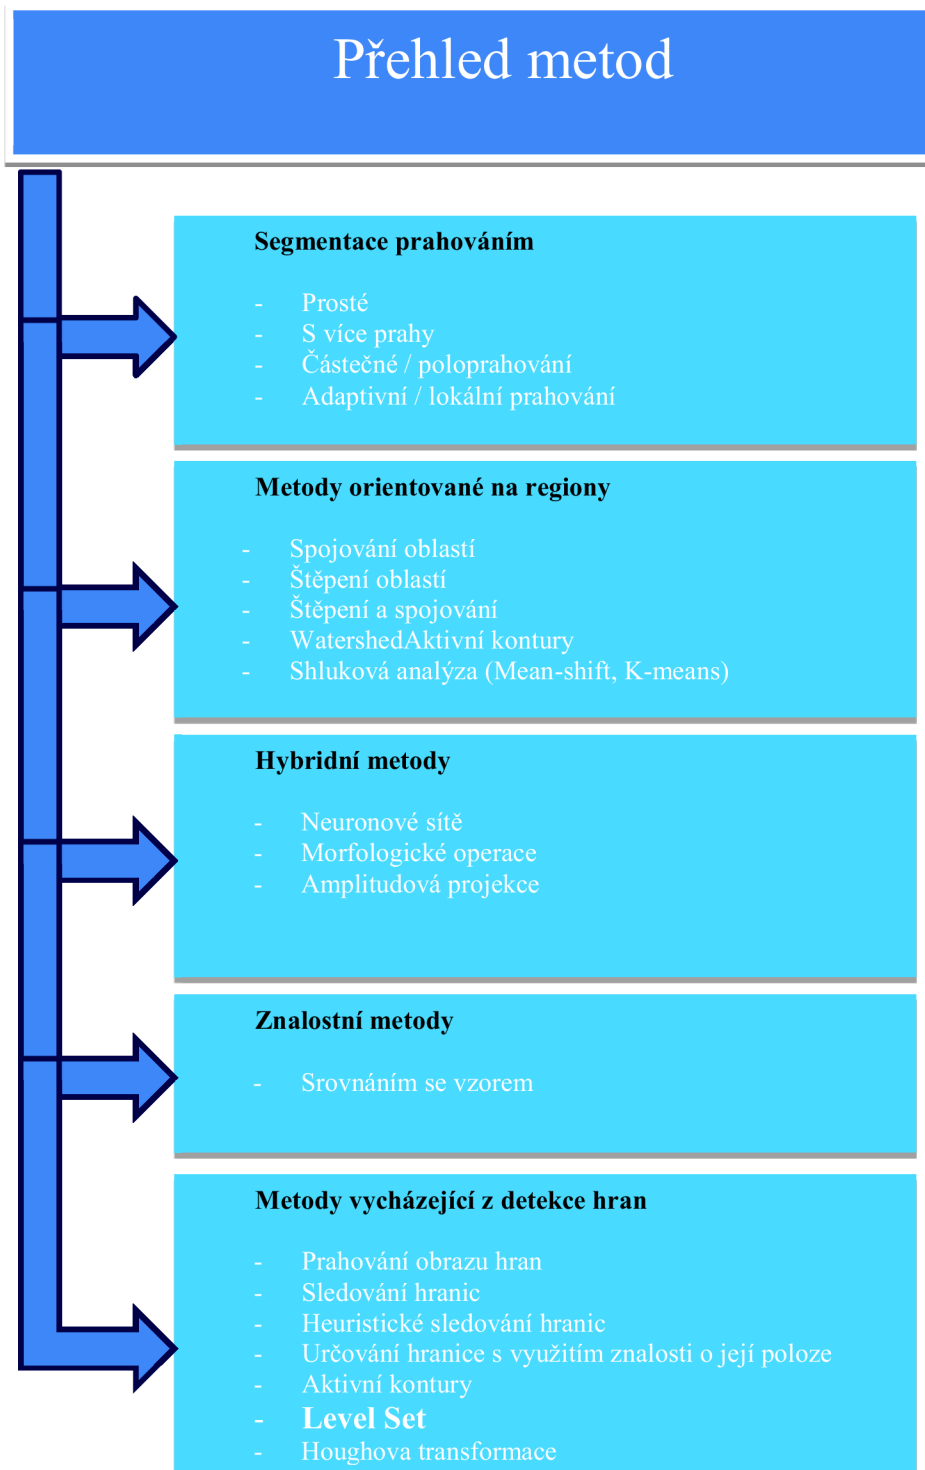 Přehled metod
Segmentace prahováním
- Prosté
- S více prahy
- Částečné / poloprahování
- Adaptivní / lokální prahování
Metody orientované na regiony
- Spojování oblastí
- Štěpení oblastí
- Štěpení a spojování
- WatershedAktivní kontury
- Shluková analýza (Mean-shift, K-means)
Hybridní metody
- Neuronové sítě
- Morfologické operace
- Amplitudová projekce
Znalostní metody
- Srovnáním se vzorem
Metody vycházející z detekce hran
- Prahování obrazu hran
- Sledování hranic
- Heuristické sledování hranic
- Určování hranice s využitím znalosti o její poloze
- Aktivní kontury
- Level Set
- Houghova transformace